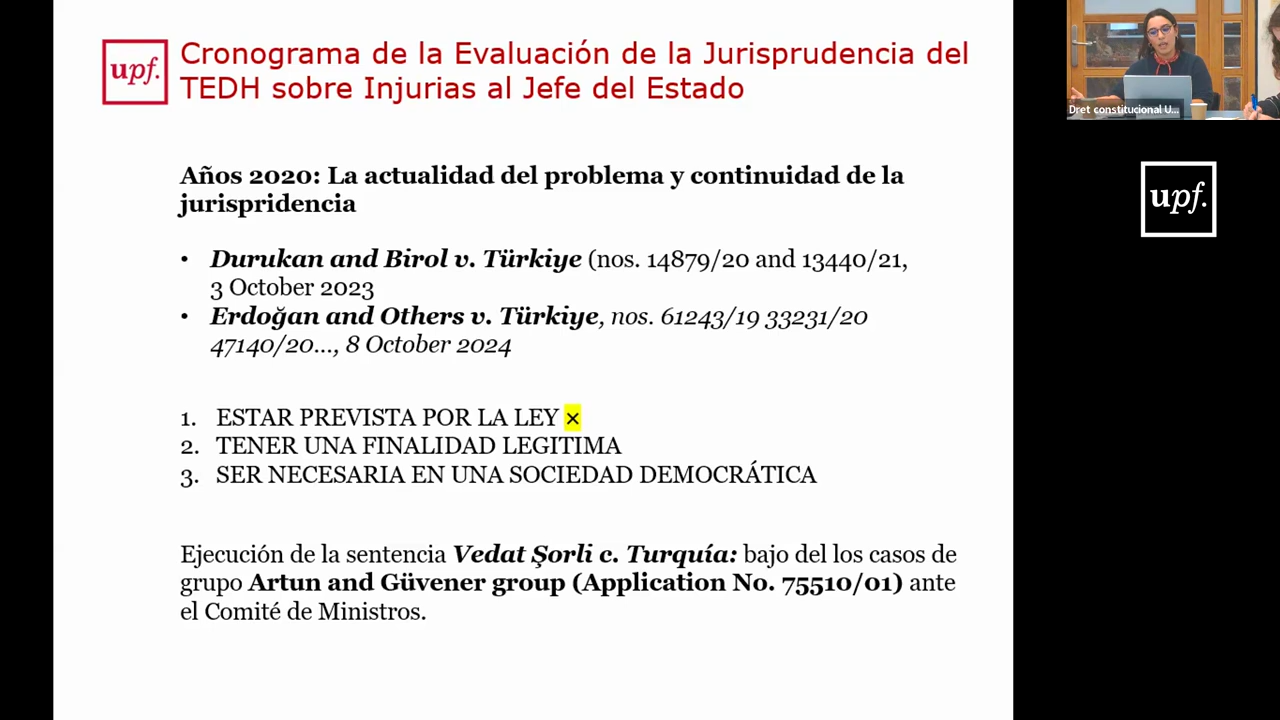 upf.
Cronograma de la Evaluación de la Jurisprudencia del
TEDH sobre Injurias al Jefe del Estado
Años 2020: La actualidad del problema y continuidad de la
jurispridencia
• Durukan and Birol v. Türkiye (nos. 14879/20 and 13440/21,
3 October 2023
• Erdoğan and Others v. Türkiye, nos. 61243/19 33231/20
47140/20..., 8 October 2024
1. ESTAR PREVISTA POR LA LEY ×
2. TENER UNA FINALIDAD LEGITIMA
3. SER NECESARIA EN UNA SOCIEDAD DEMOCRÁTICA
Ejecución de la sentencia Vedat Şorli c. Turquía: bajo del los casos de
grupo Artun and Güvener group (Application No. 75510/01) ante
el Comité de Ministros.
Dret constitucional U...
upf.